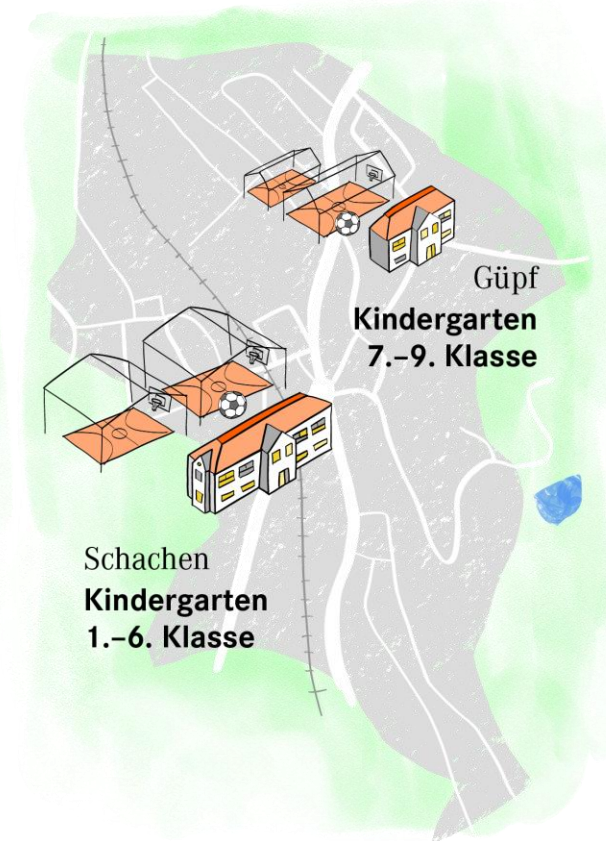 Güpf
Kindergarten
7.–9. Klasse
Schachen
Kindergarten
1.–6. Klasse